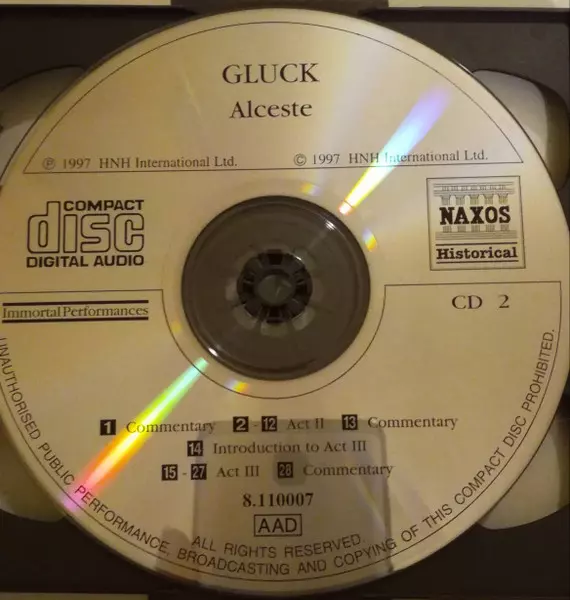 GLUCK
Alceste
℗ 1997 HNH International Ltd.
© 1997 HNH International Ltd.
COMPACT
disc
DIGITAL AUDIO
NAXOS
Historical
Immortal Performances
CD 2
1 Commentary 2 - 12 Act II 13 Commentary
14 Introduction to Act III
15 - 27 Act III 28 Commentary
8.110007
AAD
ALL RIGHTS RESERVED.
UNAUTHORISED PUBLIC PERFORMANCE, BROADCASTING AND COPYING OF THIS COMPACT DISC PROHIBITED.